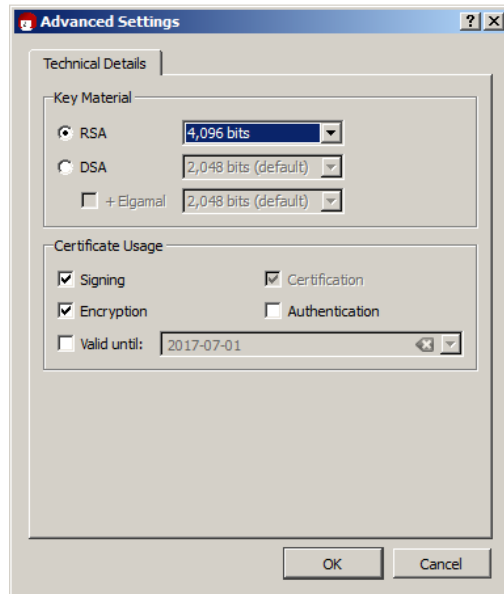 Advanced Settings
Technical Details
Key Material
RSA 4,096 bits
DSA 2,048 bits (default)
+ Elgamal 2,048 bits (default)
Certificate Usage
Signing Certification
Encryption Authentication
Valid until: 2017-07-01
OK Cancel